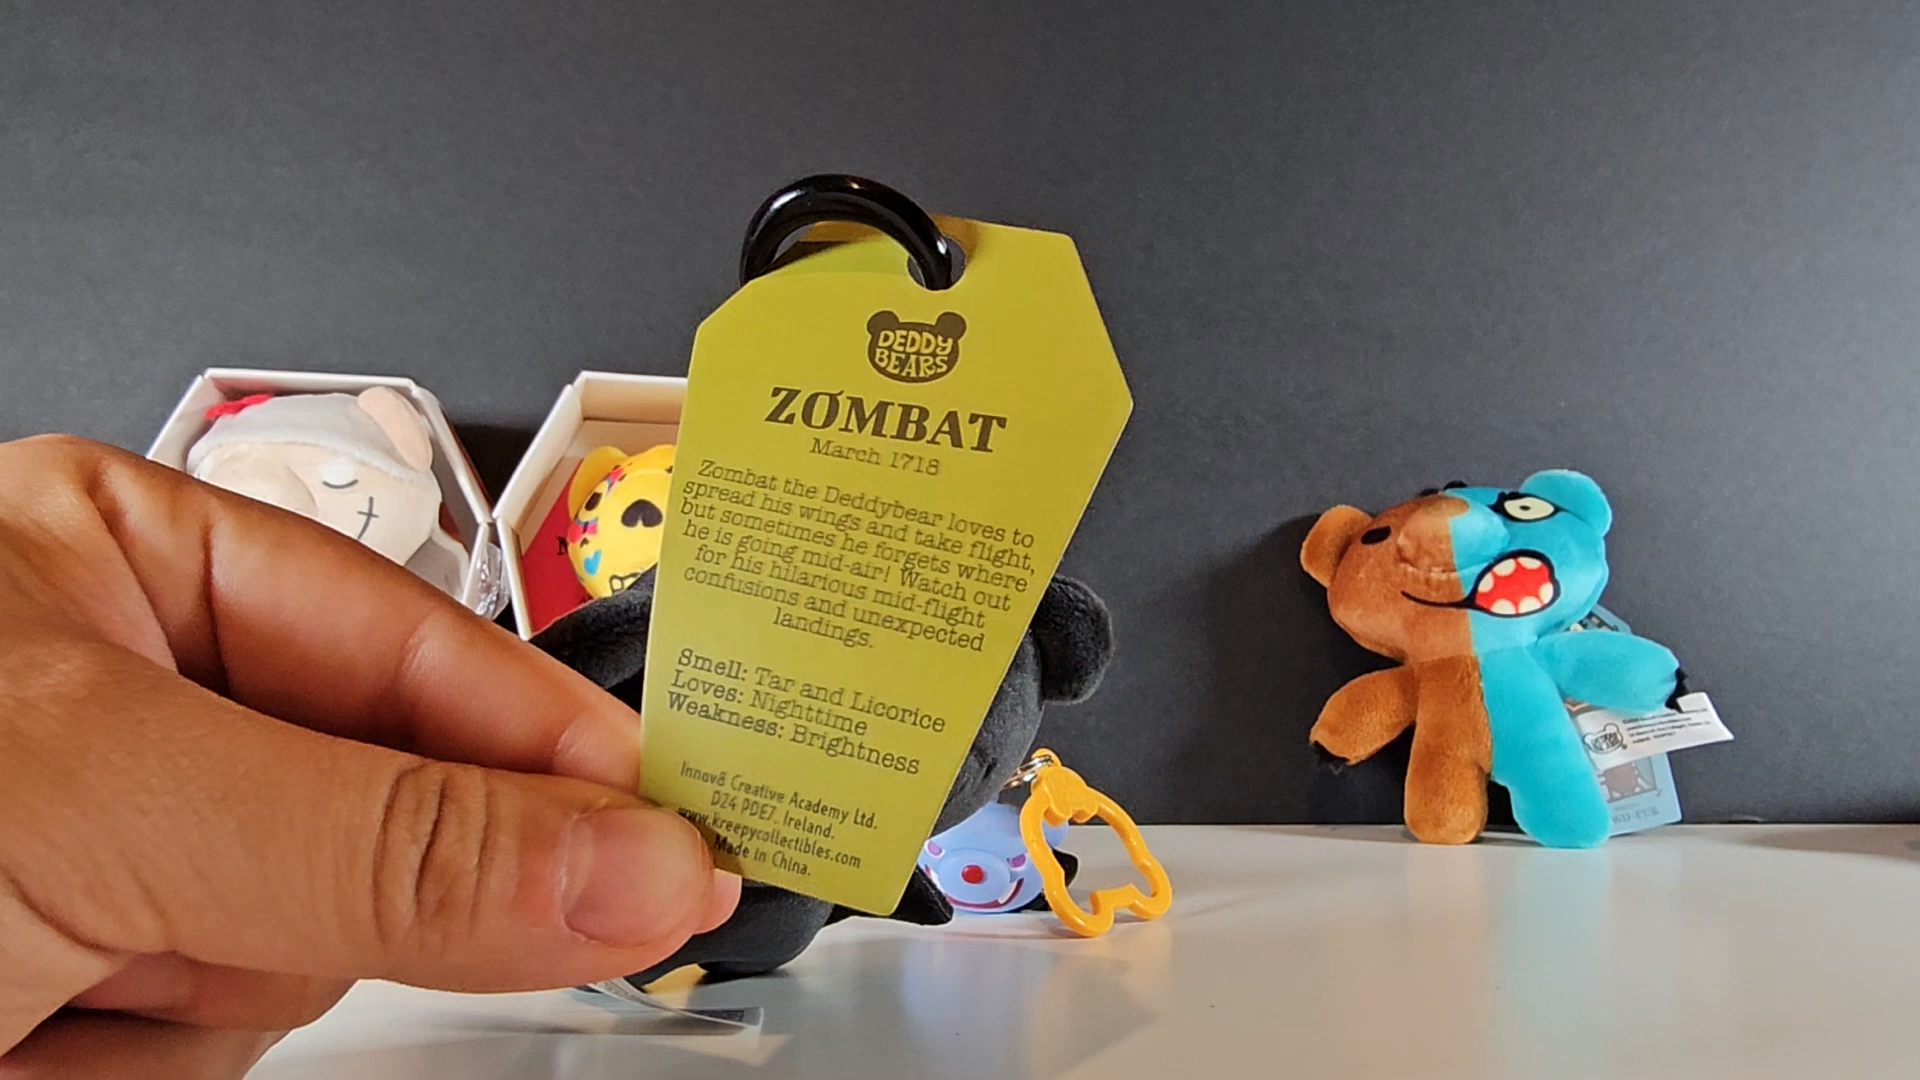 DEDDY
BEARS
ZOMBAT
March 1718
Zombat the Deddybear loves to
spread his wings and take flight,
but sometimes he forgets where
he is going mid-air! Watch out
for his hilarious mid-flight
confusions and unexpected
landings.
Smell: Tar and Licorice
Loves: Nighttime
Weakness: Brightness
Innov8 Creative Academy Ltd.
D24 PDE7. Ireland.
www.kreepycollectibles.com
Made in China.